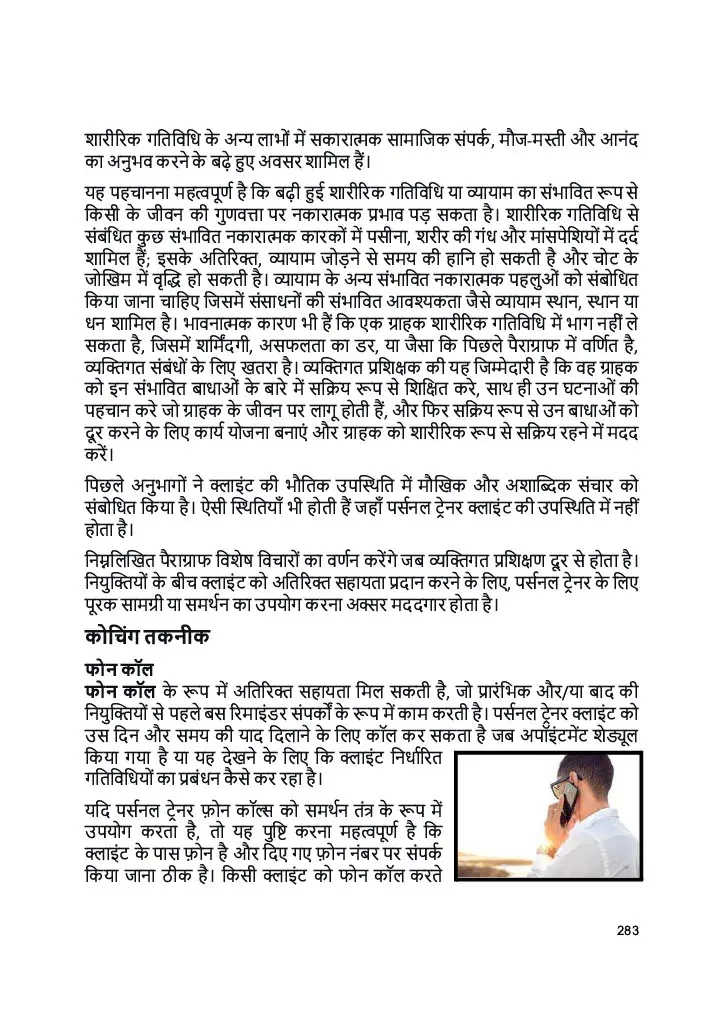 शारीरिक गतिविधि के अन्य लाभों में सकारात्मक सामाजिक संपर्क, मौज-मस्ती और आनंद
का अनुभव करने के बढ़े हुए अवसर शामिल हैं।
यह पहचानना महत्वपूर्ण है कि बढ़ी हुई शारीरिक गतिविधि या व्यायाम का संभावित रूप से
किसी के जीवन की गुणवत्ता पर नकारात्मक प्रभाव पड़ सकता है। शारीरिक गतिविधि से
संबंधित कुछ संभावित नकारात्मक कारकों में पसीना, शरीर की गंध और मांसपेशियों में दर्द
शामिल हैं; इसके अतिरिक्त, व्यायाम जोड़ने से समय की हानि हो सकती है और चोट के
जोखिम में वृद्धि हो सकती है। व्यायाम के अन्य संभावित नकारात्मक पहलुओं को संबोधित
किया जाना चाहिए जिसमें संसाधनों की संभावित आवश्यकता जैसे व्यायाम स्थान, स्थान या
धन शामिल है। भावनात्मक कारण भी हैं कि एक ग्राहक शारीरिक गतिविधि में भाग नहीं ले
सकता है, जिसमें शर्मिंदगी, असफलता का डर, या जैसा कि पिछले पैराग्राफ में वर्णित है,
व्यक्तिगत संबंधों के लिए खतरा है। व्यक्तिगत प्रशिक्षक की यह जिम्मेदारी है कि वह ग्राहक
को इन संभावित बाधाओं के बारे में सक्रिय रूप से शिक्षित करे, साथ ही उन घटनाओं की
पहचान करे जो ग्राहक के जीवन पर लागू होती हैं, और फिर सक्रिय रूप से उन बाधाओं को
दूर करने के लिए कार्य योजना बनाएं और ग्राहक को शारीरिक रूप से सक्रिय रहने में मदद
करें।
पिछले अनुभागों ने क्लाइंट की भौतिक उपस्थिति में मौखिक और अशाब्दिक संचार को
संबोधित किया है। ऐसी स्थितियाँ भी होती हैं जहाँ पर्सनल ट्रेनर क्लाइंट की उपस्थिति में नहीं
होता है।
निम्नलिखित पैराग्राफ विशेष विचारों का वर्णन करेंगे जब व्यक्तिगत प्रशिक्षण दूर से होता है।
नियुक्तियों के बीच क्लाइंट को अतिरिक्त सहायता प्रदान करने के लिए, पर्सनल ट्रेनर के लिए
पूरक सामग्री या समर्थन का उपयोग करना अक्सर मददगार होता है।
कोचिंग तकनीक
फोन कॉल
फोन कॉल के रूप में अतिरिक्त सहायता मिल सकती है, जो प्रारंभिक और/या बाद की
नियुक्तियों से पहले बस रिमाइंडर संपर्कों के रूप में काम करती है। पर्सनल ट्रेनर क्लाइंट को
उस दिन और समय की याद दिलाने के लिए कॉल कर सकता है जब अपॉइंटमेंट शेड्यूल
किया गया है या यह देखने के लिए कि क्लाइंट निर्धारित
गतिविधियों का प्रबंधन कैसे कर रहा है।
यदि पर्सनल ट्रेनर फ़ोन कॉल्स को समर्थन तंत्र के रूप में
उपयोग करता है, तो यह पुष्टि करना महत्वपूर्ण है कि
क्लाइंट के पास फ़ोन है और दिए गए फ़ोन नंबर पर संपर्क
किया जाना ठीक है। किसी क्लाइंट को फोन कॉल करते
283